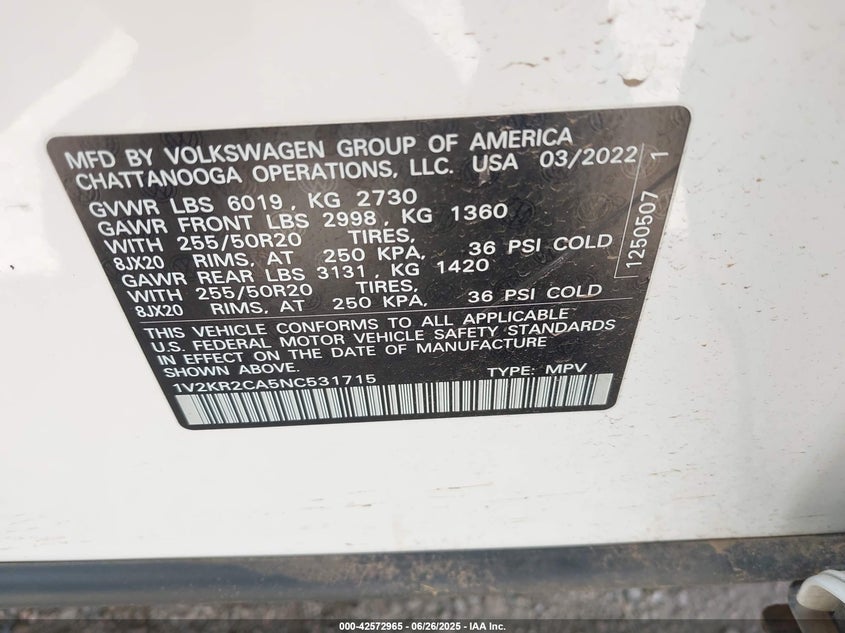 MFD BY VOLKSWAGEN GROUP OF AMERICA
CHATTANOOGA OPERATIONS, LLC. USA 03/2022
GVWR LBS 6019, KG 2730
GAWR FRONT LBS 2998, KG 1360
WITH 255/50R20 TIRES,
8JX20 RIMS, AT 250 KPA, 36 PSI COLD
GAWR REAR LBS 3131, KG 1420
WITH 255/50R20 TIRES,
8JX20 RIMS, AT 250 KPA, 36 PSI COLD
THIS VEHICLE CONFORMS TO ALL APPLICABLE
U.S. FEDERAL MOTOR VEHICLE SAFETY STANDARDS
IN EFFECT ON THE DATE OF MANUFACTURE
SHOWN ABOVE.
1V2KR2CA5NC531715 TYPE: MPV
1250507 1
000-42572965 - 06/26/2025 - IAA Inc.